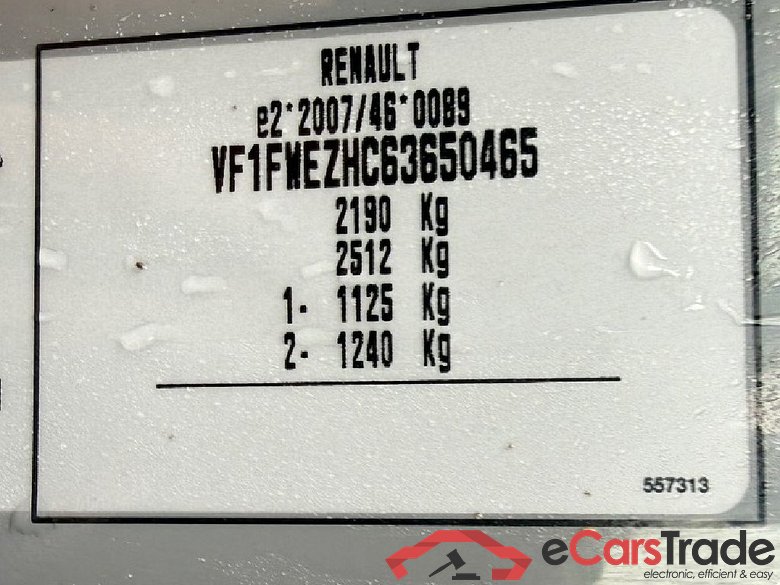 RENAULT
e2*2007/46*0089
VF1FWEZHC63650465
2190 Kg
2512 Kg
1- 1125 Kg
2- 1240 Kg
557313
eCarsTrade
electronic, efficient & easy